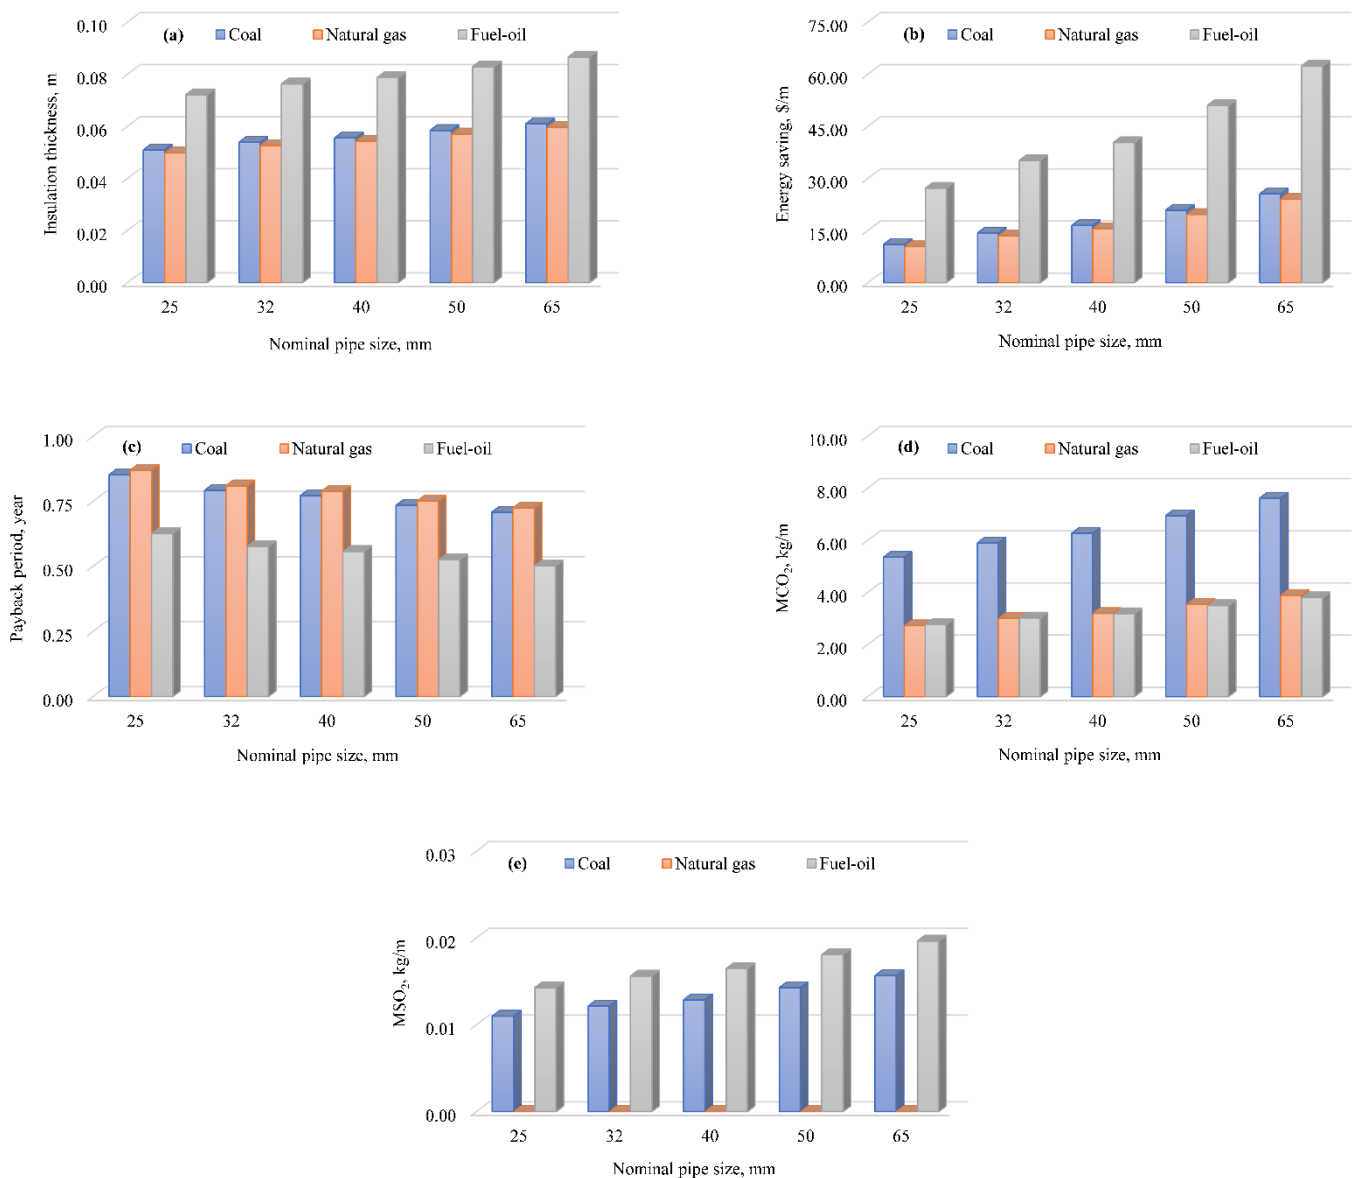 (a) Coal Natural gas Fuel-oil
0.10
0.08
0.06
0.04
0.02
0.00
Insulation thickness, m
25 32 40 50 65
Nominal pipe size, mm
(b) Coal Natural gas Fuel-oil
75.00
60.00
45.00
30.00
15.00
0.00
Energy saving, $/m
25 32 40 50 65
Nominal pipe size, mm
(c) Coal Natural gas Fuel-oil
1.00
0.75
0.50
0.25
0.00
Payback period, year
25 32 40 50 65
Nominal pipe size, mm
(d) Coal Natural gas Fuel-oil
10.00
8.00
6.00
4.00
2.00
0.00
MCO₂, kg/m
25 32 40 50 65
Nominal pipe size, mm
(e) Coal Natural gas Fuel-oil
0.03
0.02
0.01
0.00
MSO₂, kg/m
25 32 40 50 65
Nominal pipe size, mm